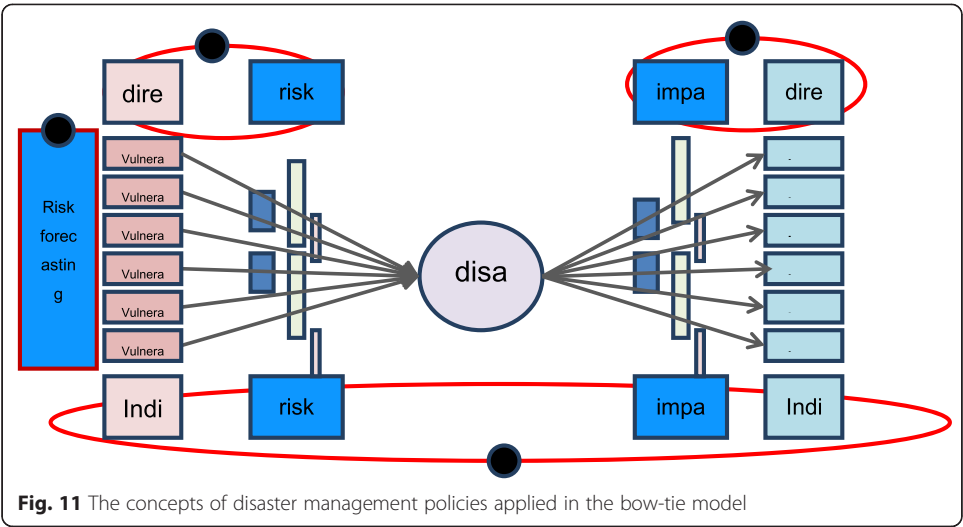 dire
risk
impa
dire
Risk
forec
astin
g
Vulnera
Vulnera
Vulnera
Vulnera
Vulnera
Vulnera
disa
-
-
-
-
.
-
Indi
risk
impa
Indi
Fig. 11 The concepts of disaster management policies applied in the bow-tie model